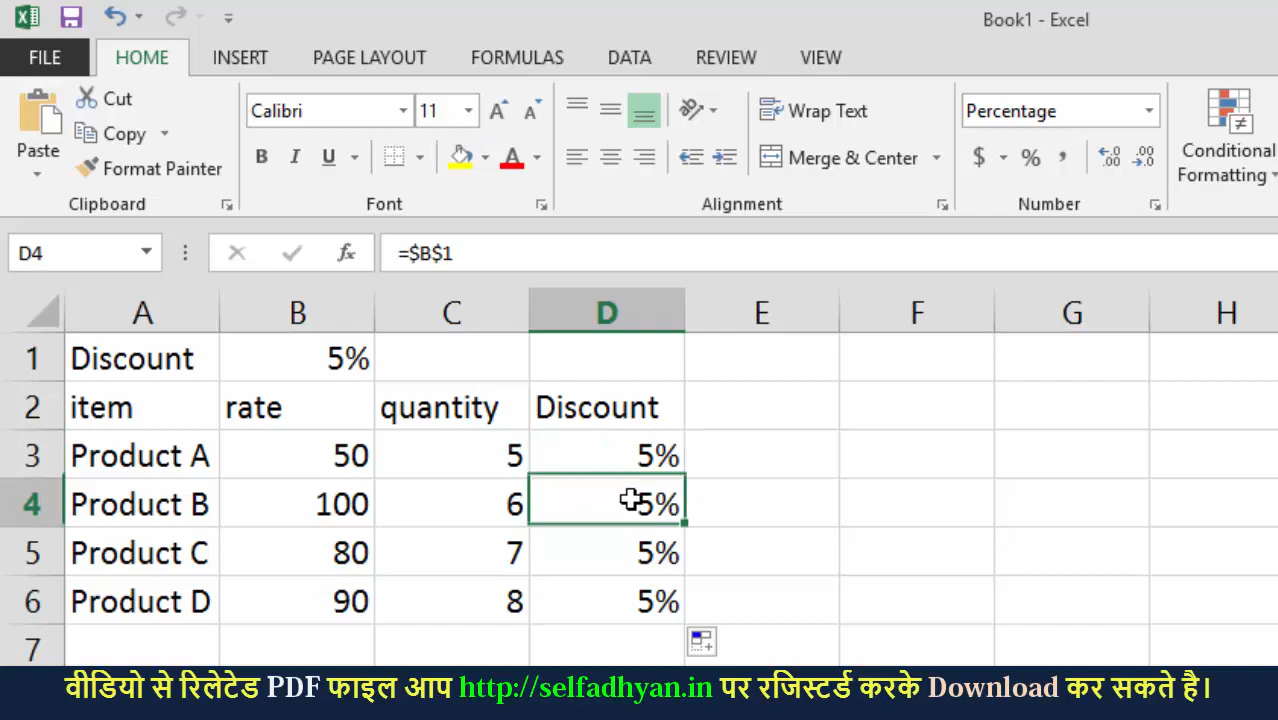 Book1 - Excel
FILE HOME INSERT PAGE LAYOUT FORMULAS DATA REVIEW VIEW
Cut
Copy
Format Painter
Paste
Clipboard
Calibri 11
B I U A
Font
Wrap Text
Merge & Center
Alignment
Percentage
$ % ,
Number
Conditional
Formatting
D4 fx =$B$1
A B C D E F G H
1 Discount 5%
2 item rate quantity Discount
3 Product A 50 5 5%
4 Product B 100 6 5%
5 Product C 80 7 5%
6 Product D 90 8 5%
7
वीडियो से रिलेटेड PDF फाइल आप http://selfadhyan.in पर रजिस्टर्ड करके Download कर सकते है।